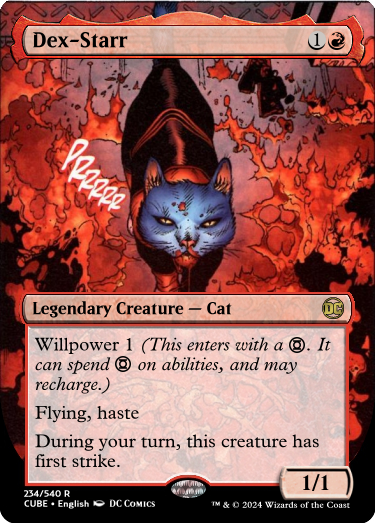 Dex-Starr 1
PRRRRR
Legendary Creature — Cat DC
Willpower 1 (This enters with a. It
can spend on abilities, and may
recharge.)
Flying, haste
During your turn, this creature has
first strike.
1/1
234/540 R
CUBE • English DC COMICS
™ & © 2024 Wizards of the Coast